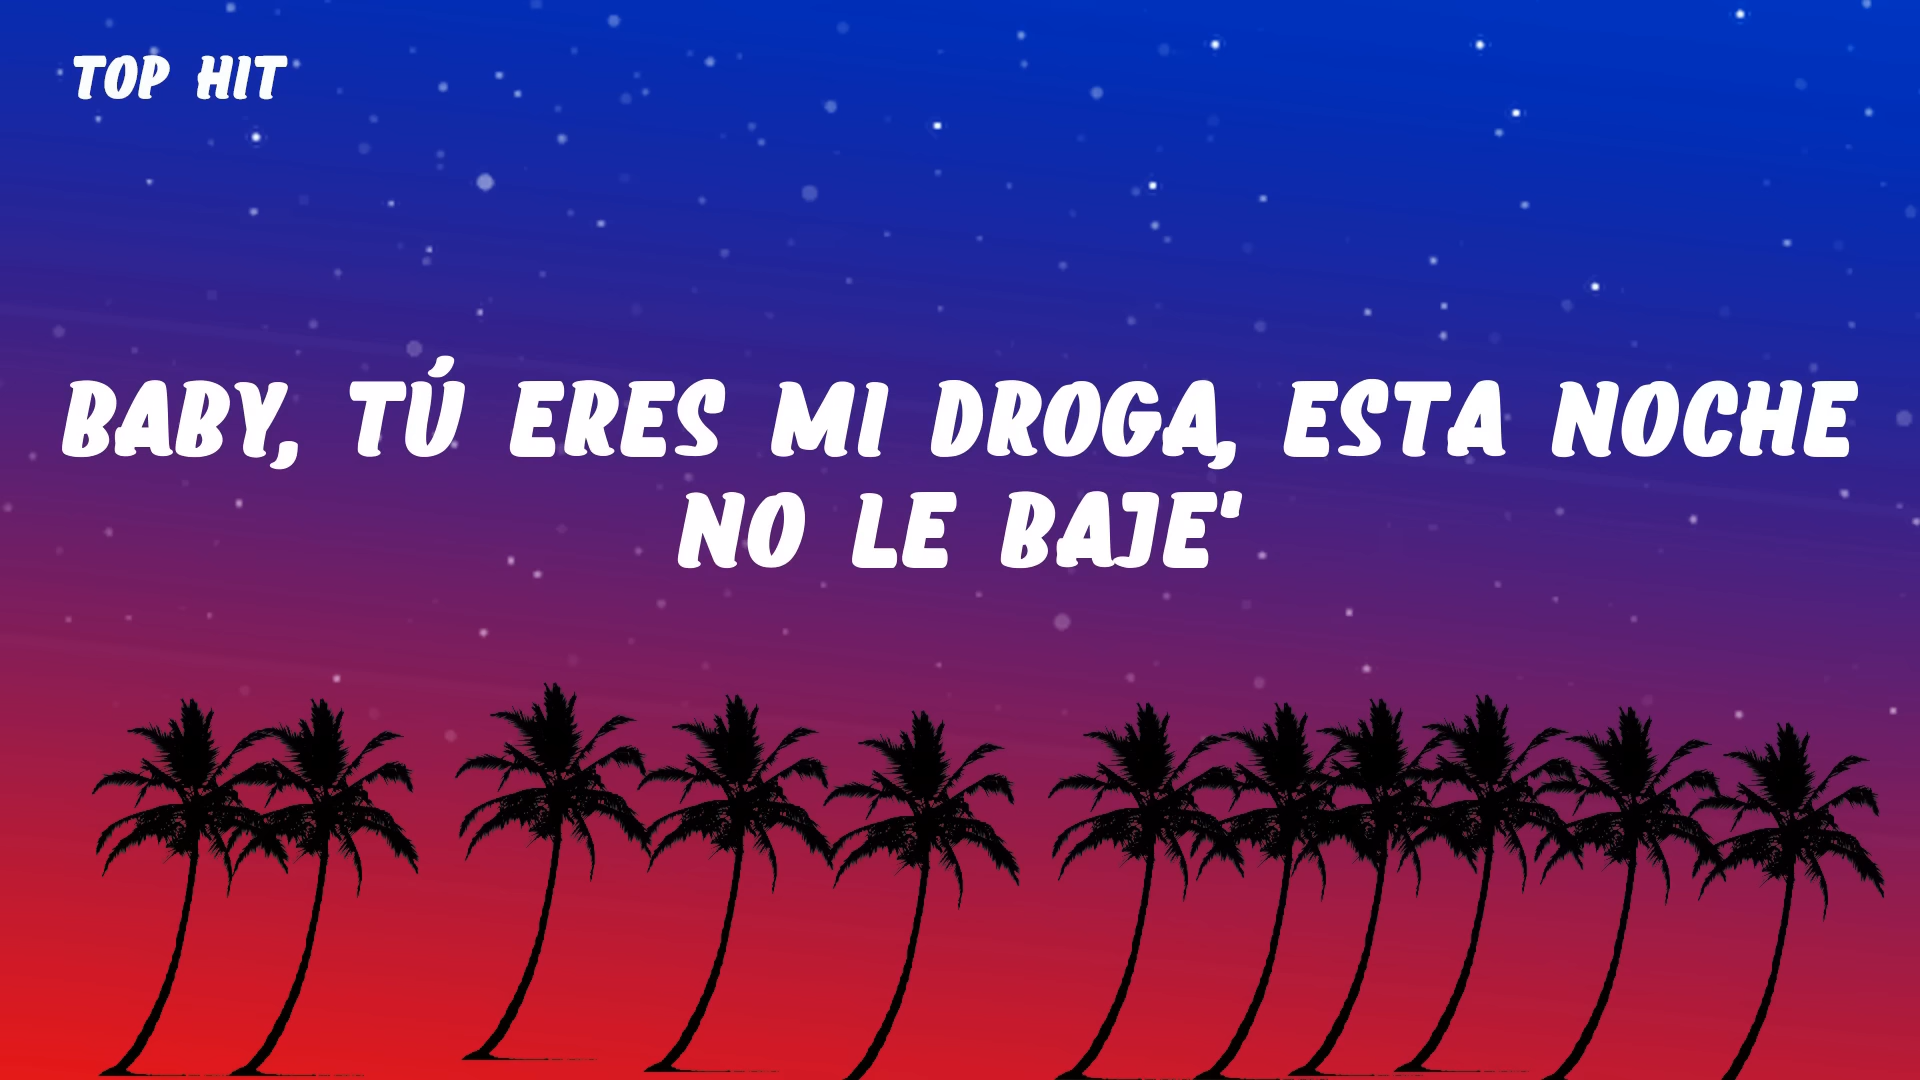 TOP HIT
BABY, TÚ ERES MI DROGA, ESTA NOCHE
NO LE BAJE'